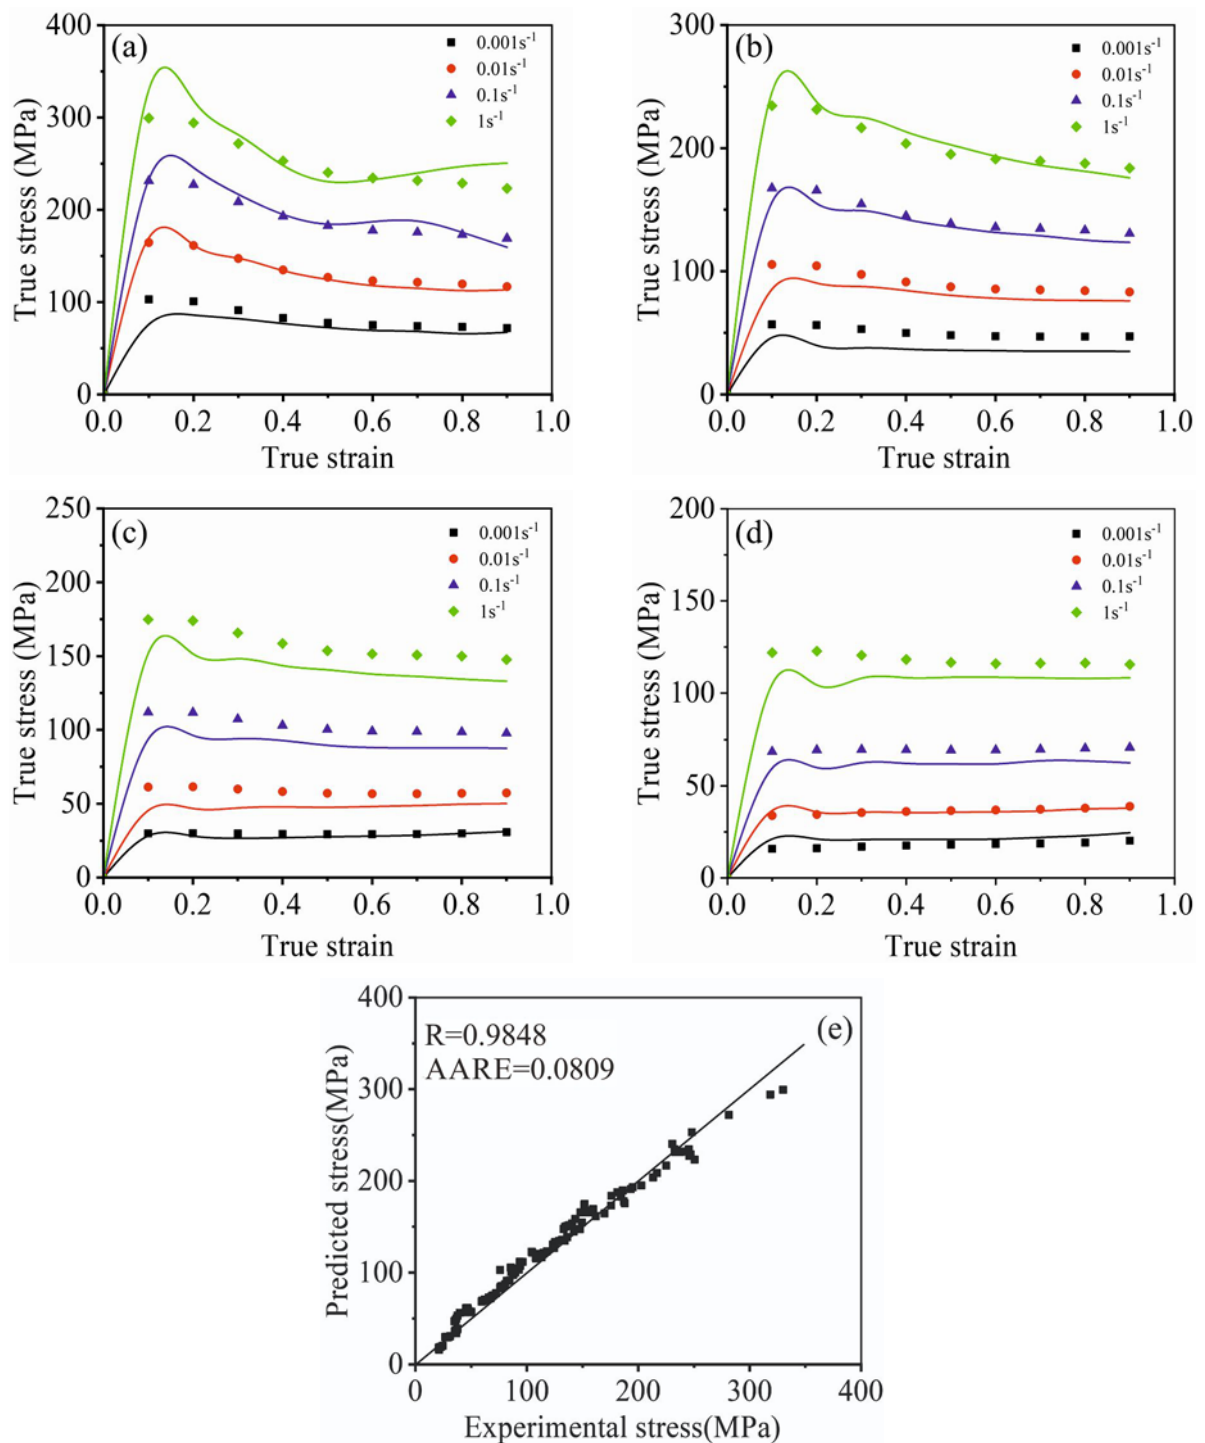 (a)
0.001s⁻¹
0.01s⁻¹
0.1s⁻¹
1s⁻¹
400
300
200
100
0
True stress (MPa)
0.0 0.2 0.4 0.6 0.8 1.0
True strain
(b)
0.001s⁻¹
0.01s⁻¹
0.1s⁻¹
1s⁻¹
300
200
100
0
True stress (MPa)
0.0 0.2 0.4 0.6 0.8 1.0
True strain
(c)
0.001s⁻¹
0.01s⁻¹
0.1s⁻¹
1s⁻¹
250
200
150
100
50
0
True stress (MPa)
0.0 0.2 0.4 0.6 0.8 1.0
True strain
(d)
0.001s⁻¹
0.01s⁻¹
0.1s⁻¹
1s⁻¹
200
150
100
50
0
True stress (MPa)
0.0 0.2 0.4 0.6 0.8 1.0
True strain
(e)
R=0.9848
AARE=0.0809
400
300
200
100
0
Predicted stress(MPa)
0 100 200 300 400
Experimental stress(MPa)